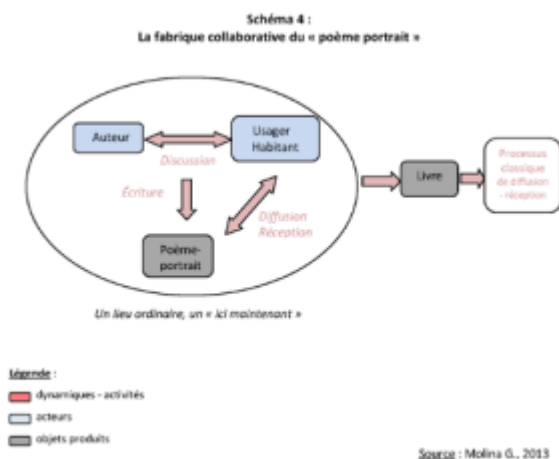 Schéma 4 :
La fabrique collaborative du « poème portrait »
Auteur
Usager
Habitant
Discussion
Écriture
Diffusion
Réception
Poème-
portrait
Livre
Processus
classique
de diffusion
- réception
Un lieu ordinaire, un « ici maintenant »
Légende :
dynamiques - activités
acteurs
objets produits
Source : Molina G., 2013